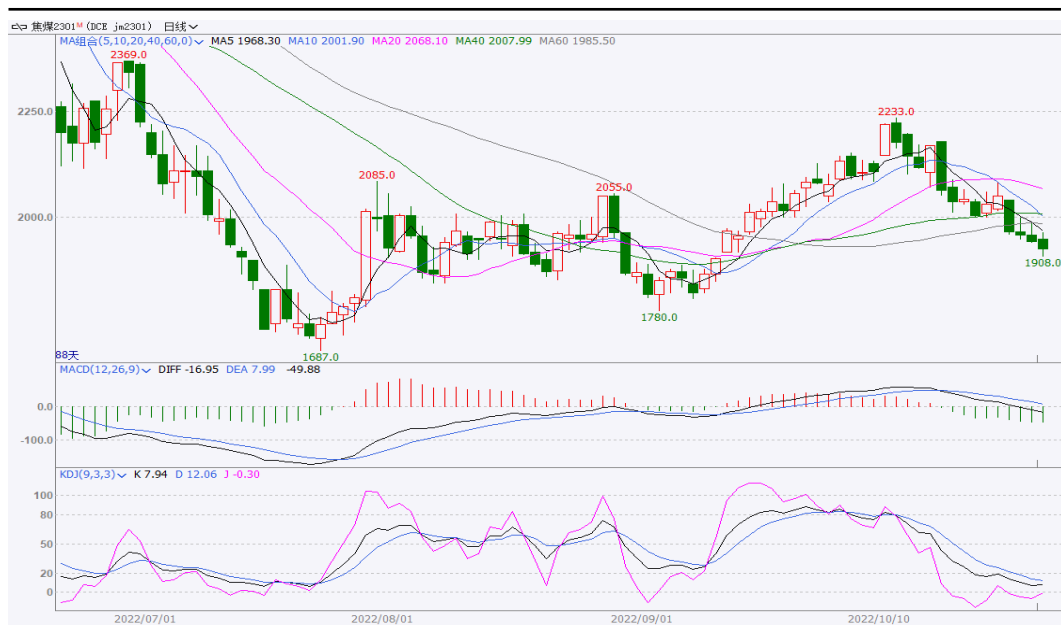 焦煤2301M (DCE jm2301) 日线
MA组合(5,10,20,40,60,0) MA5 1968.30 MA10 2001.90 MA20 2068.10 MA40 2007.99 MA60 1985.50
2369.0
2250.0
2233.0
2085.0
2055.0
2000.0
1908.0
1780.0
1687.0
88天
MACD(12,26,9) DIFF -16.95 DEA 7.99 -49.88
0.0
-100.0
KDJ(9,3,3) K 7.94 D 12.06 J -0.30
100
80
50
20
0
2022/07/01 2022/08/01 2022/09/01 2022/10/10